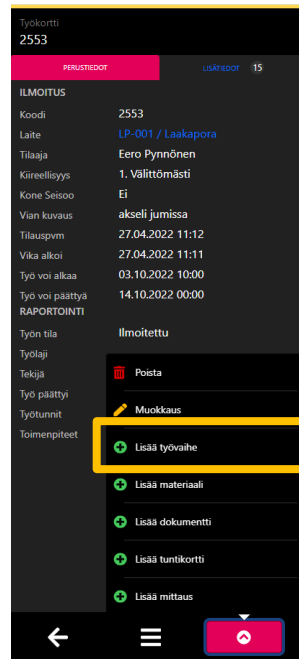 Työkortti
2553
PERUSTIEDOT LISÄTIEDOT 15
ILMOITUS
Koodi 2553
Laite LP-001 / Laakapora
Tilaaja Eero Pynnönen
Kiireellisyys 1. Välittömästi
Kone Seisoo Ei
Vian kuvaus akseli jumissa
Tilauspvm 27.04.2022 11:12
Vika alkoi 27.04.2022 11:11
Työ voi alkaa 03.10.2022 10:00
Työ voi päättyä 14.10.2022 00:00
RAPORTOINTI
Työn tila Ilmoitettu
Työlaji
Tekijä
Työ päättyi
Työtunnit
Toimenpiteet
Poista
Muokkaus
Lisää työvaihe
Lisää materiaali
Lisää dokumentti
Lisää tuntikortti
Lisää mittaus